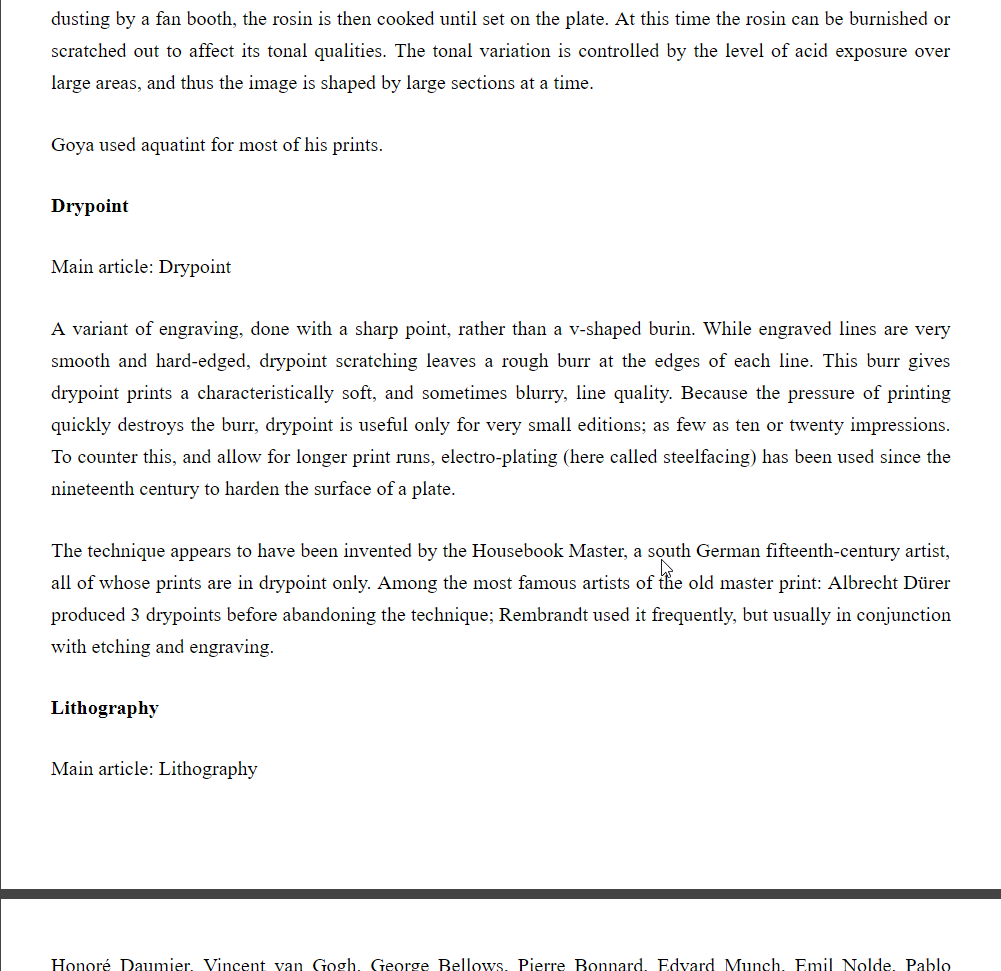 dusting by a fan booth, the rosin is then cooked until set on the plate. At this time the rosin can be burnished or
scratched out to affect its tonal qualities. The tonal variation is controlled by the level of acid exposure over
large areas, and thus the image is shaped by large sections at a time.
Goya used aquatint for most of his prints.
Drypoint
Main article: Drypoint
A variant of engraving, done with a sharp point, rather than a v-shaped burin. While engraved lines are very
smooth and hard-edged, drypoint scratching leaves a rough burr at the edges of each line. This burr gives
drypoint prints a characteristically soft, and sometimes blurry, line quality. Because the pressure of printing
quickly destroys the burr, drypoint is useful only for very small editions; as few as ten or twenty impressions.
To counter this, and allow for longer print runs, electro-plating (here called steelfacing) has been used since the
nineteenth century to harden the surface of a plate.
The technique appears to have been invented by the Housebook Master, a south German fifteenth-century artist,
all of whose prints are in drypoint only. Among the most famous artists of the old master print: Albrecht Dürer
produced 3 drypoints before abandoning the technique; Rembrandt used it frequently, but usually in conjunction
with etching and engraving.
Lithography
Main article: Lithography
Honoré Daumier, Vincent van Gogh, George Bellows, Pierre Bonnard, Edvard Munch, Emil Nolde, Pablo